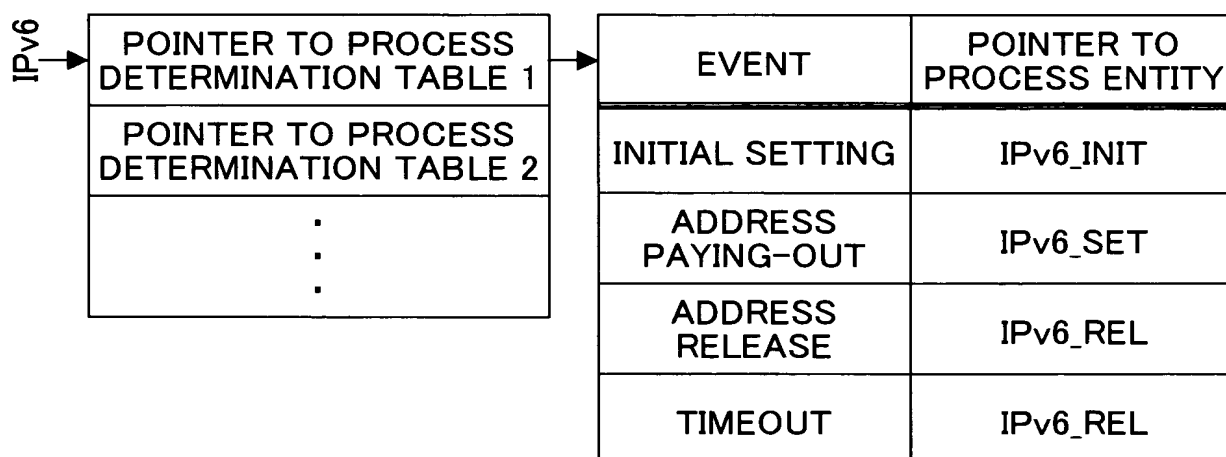 IPv6
POINTER TO PROCESS
DETERMINATION TABLE 1
POINTER TO PROCESS
DETERMINATION TABLE 2
EVENT
POINTER TO
PROCESS ENTITY
INITIAL SETTING
IPv6_INIT
ADDRESS
PAYING-OUT
IPv6_SET
ADDRESS
RELEASE
IPv6_REL
TIMEOUT
IPv6_REL